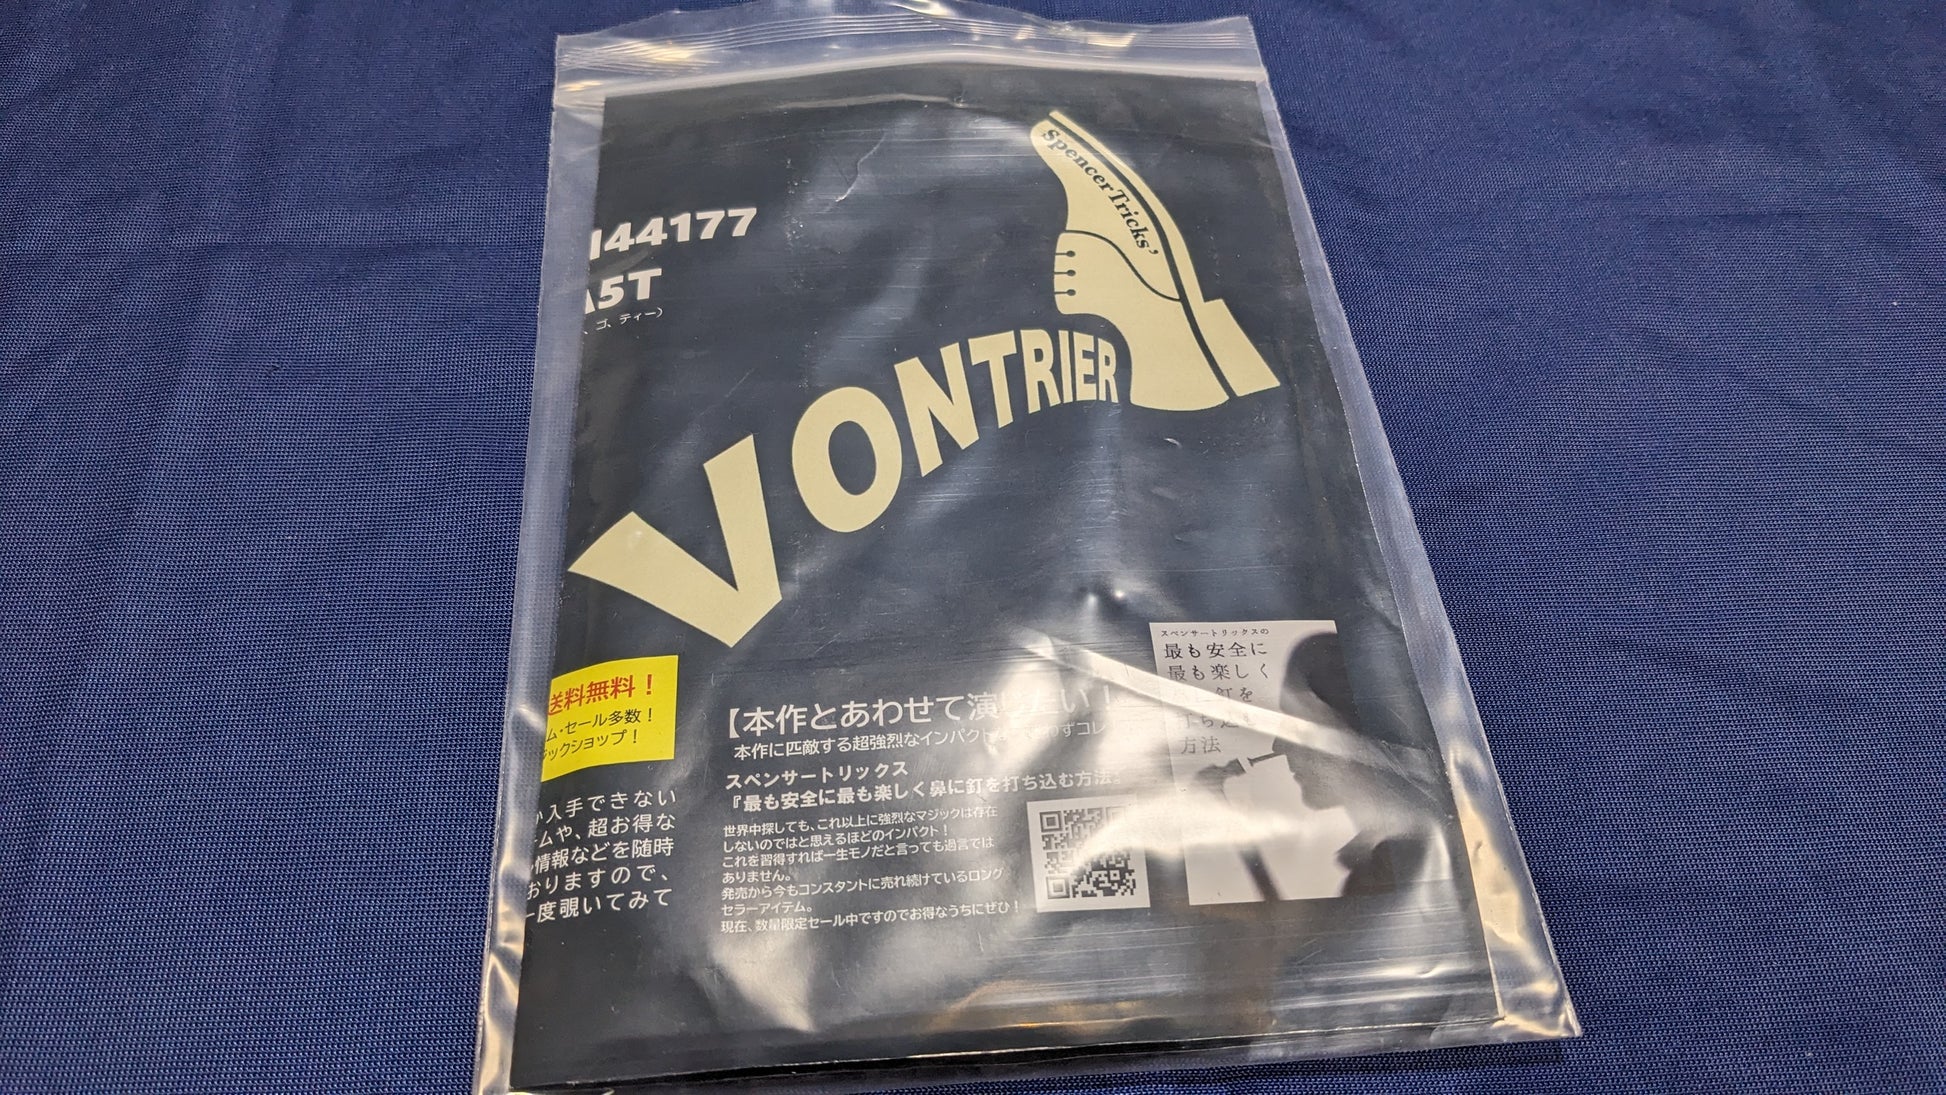 Spencer Tricks'
144177
A5T
、ゴ、ティー）
VONTRIER
送料無料！
ム・セール多数！
ックショップ！
入手できない
ームや、超お得な
情報などを随時
おりますので、
一度覗いてみて
【本作とあわせて演
本作に匹敵する超強烈なインパクト
スペンサートリックス
『最も安全に最も楽しく鼻に釘を打ち込む方法』
世界中探しても、これ以上に強烈なマジックは存在
しないのではと思えるほどのインパクト！
これを習得すれば一生モノだと言っても過言では
ありません。
発売から今もコンスタントに売れ続けているロング
セラーアイテム。
現在、数量限定セール中ですのでお得なうちにぜひ！
スペンサートリックスの
最も安全に
最も楽しく
釘を
打ち込む
方法